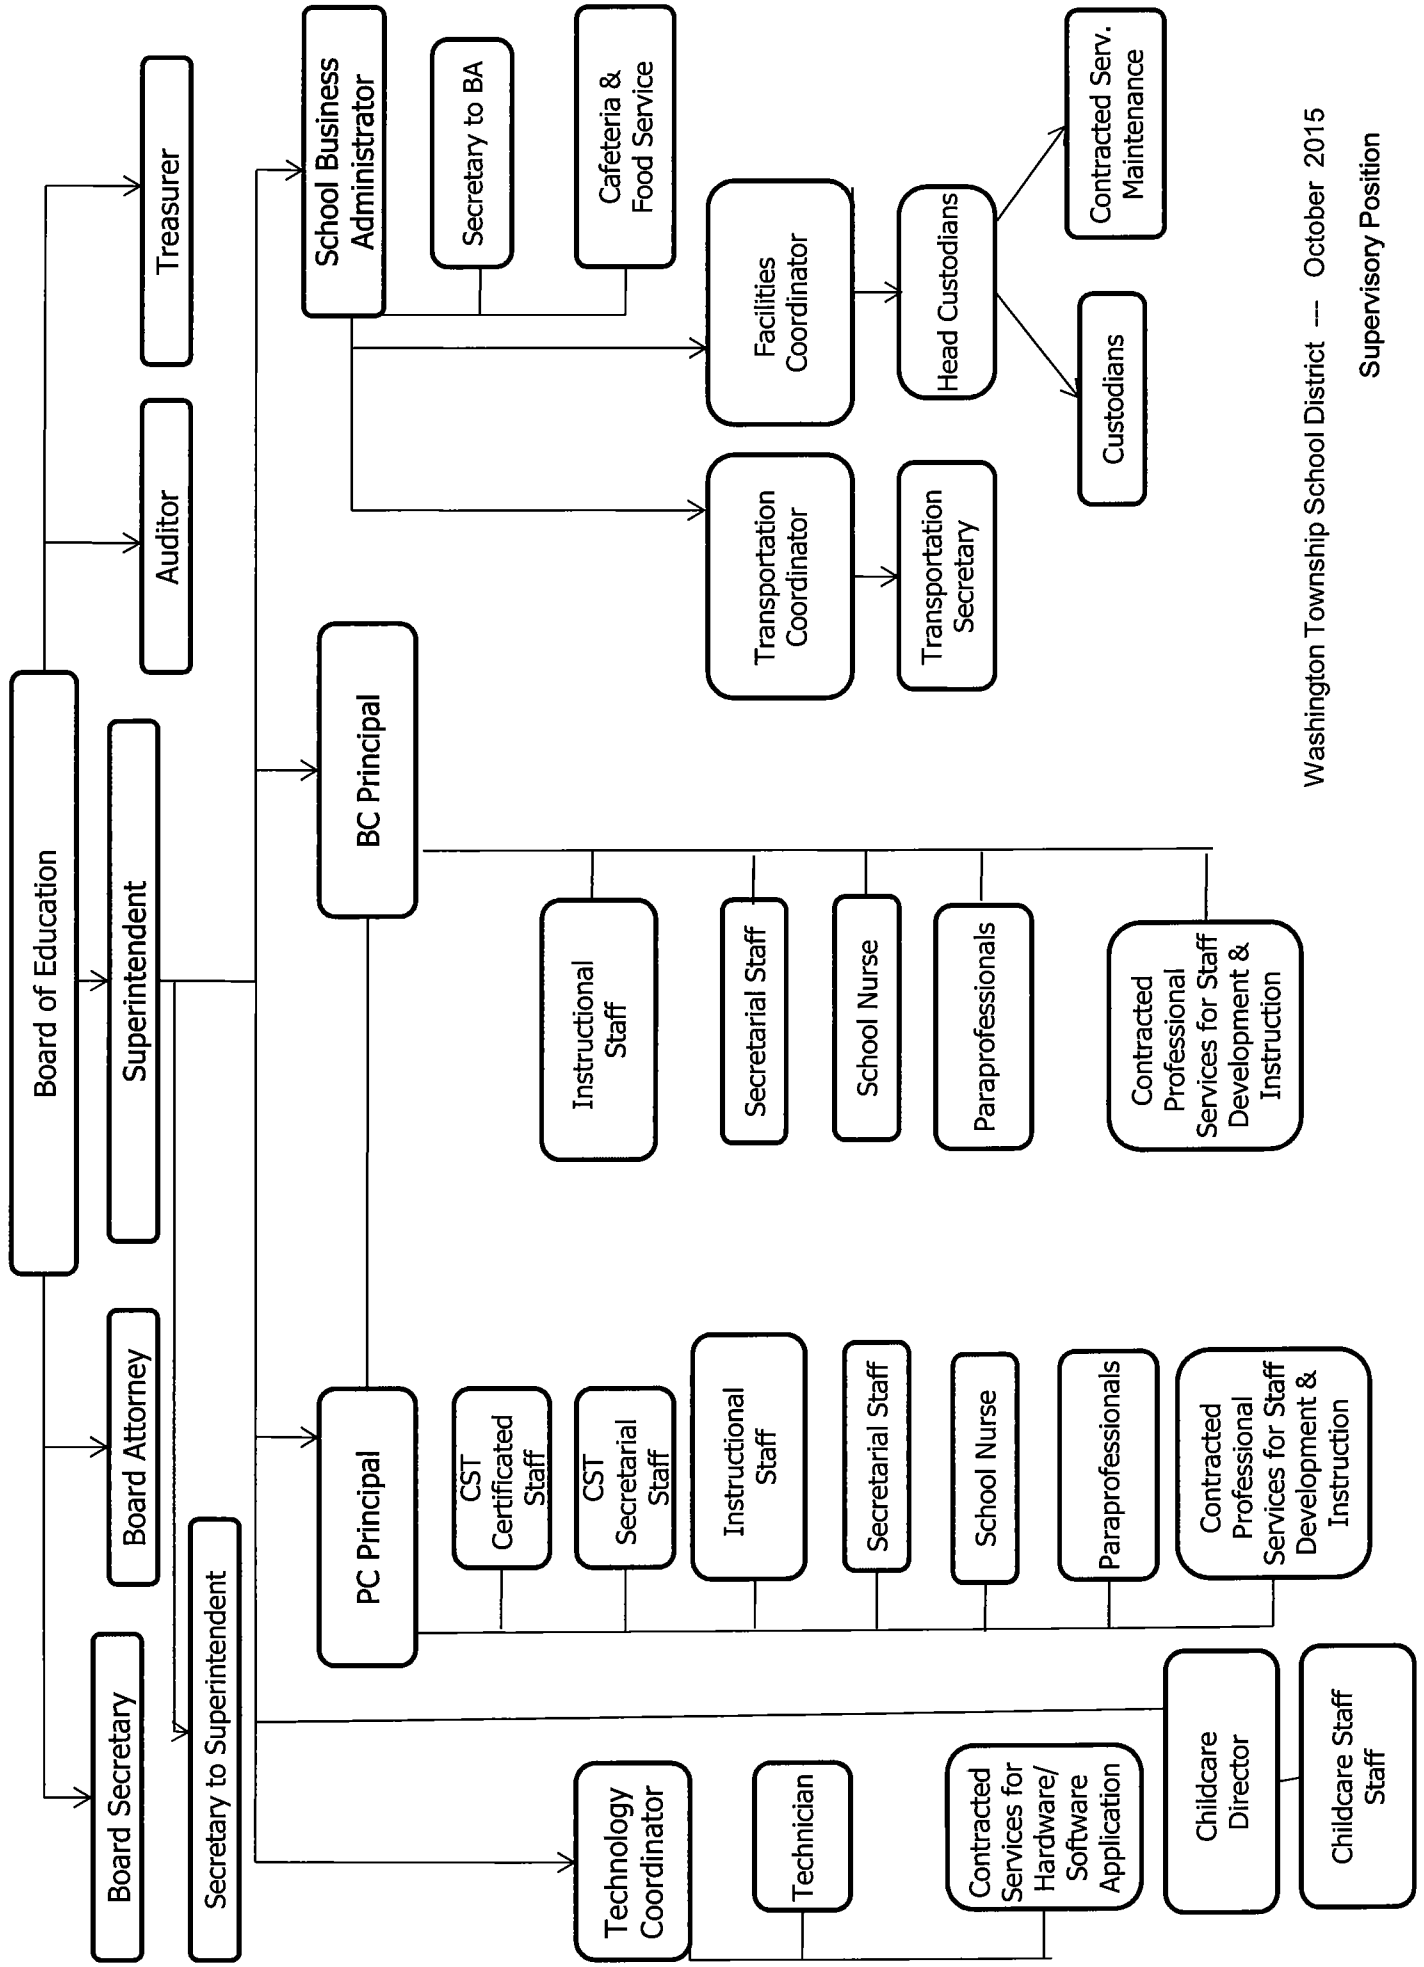 Board of Education
Board Secretary
Board Attorney
Superintendent
Auditor
Treasurer
Secretary to Superintendent
Technology
Coordinator
Technician
Contracted
Services for
Hardware/
Software
Application
Childcare
Director
Childcare Staff
Staff
PC Principal
CST
Certificated
Staff
CST
Secretarial
Staff
Instructional
Staff
Secretarial Staff
School Nurse
Paraprofessionals
Contracted
Professional
Services for Staff
Development &
Instruction
BC Principal
Instructional
Staff
Secretarial Staff
School Nurse
Paraprofessionals
Contracted
Professional
Services for Staff
Development &
Instruction
School Business
Administrator
Secretary to BA
Cafeteria &
Food Service
Transportation
Coordinator
Transportation
Secretary
Facilities
Coordinator
Head Custodians
Custodians
Contracted Serv.
Maintenance
Washington Township School District --- October 2015
Supervisory Position